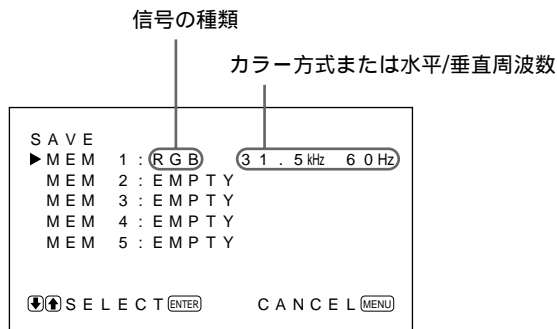 信号の種類
カラー方式または水平/垂直周波数
SAVE
▶MEM 1:RGB 31.5kHz 60Hz
MEM 2:EMPTY
MEM 3:EMPTY
MEM 4:EMPTY
MEM 5:EMPTY
↓↑SELECT ENTER CANCEL MENU